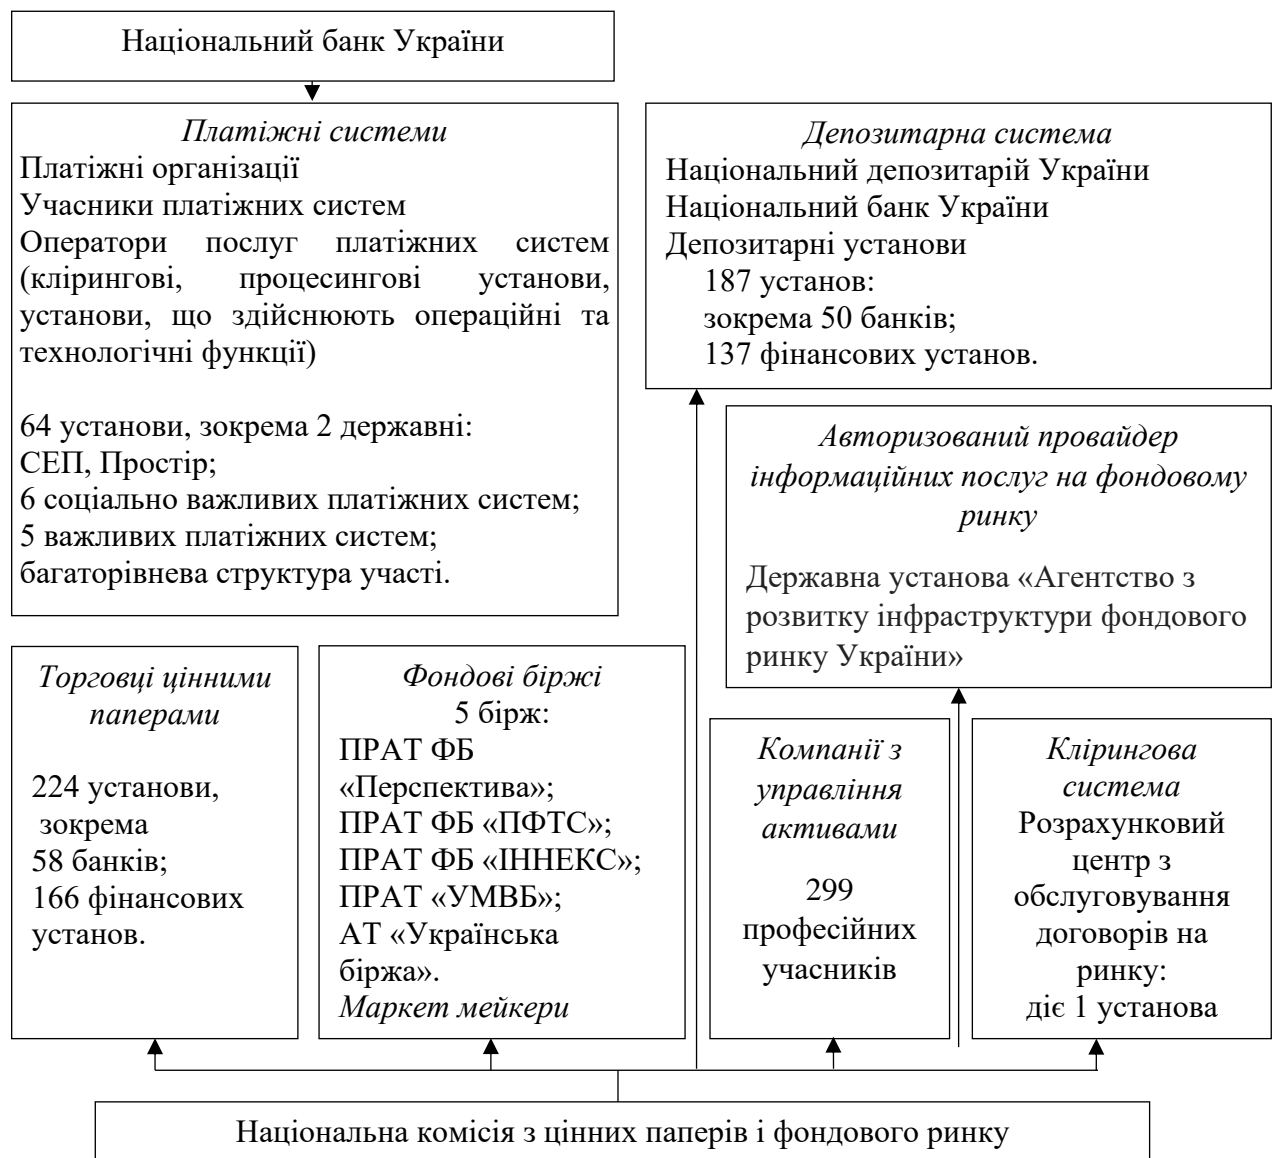 Національний банк України
Платіжні системи
Платіжні організації
Учасники платіжних систем
Оператори послуг платіжних систем
(клірингові, процесингові установи,
установи, що здійснюють операційні та
технологічні функції)
64 установи, зокрема 2 державні:
СЕП, Простір;
6 соціально важливих платіжних систем;
5 важливих платіжних систем;
багаторівнева структура участі.
Депозитарна система
Національний депозитарій України
Національний банк України
Депозитарні установи
187 установ:
зокрема 50 банків;
137 фінансових установ.
Авторизований провайдер
інформаційних послуг на фондовому
ринку
Державна установа «Агентство з
розвитку інфраструктури фондового
ринку України»
Торговці цінними
паперами
224 установи,
зокрема
58 банків;
166 фінансових
установ.
Фондові біржі
5 бірж:
ПРАТ ФБ
«Перспектива»;
ПРАТ ФБ «ПФТС»;
ПРАТ ФБ «ІННЕКС»;
ПРАТ «УМВБ»;
АТ «Українська
біржа».
Маркет мейкери
Компанії з
управління
активами
299
професійних
учасників
Клірингова
система
Розрахунковий
центр з
обслуговування
договорів на
ринку:
діє 1 установа
Національна комісія з цінних паперів і фондового ринку